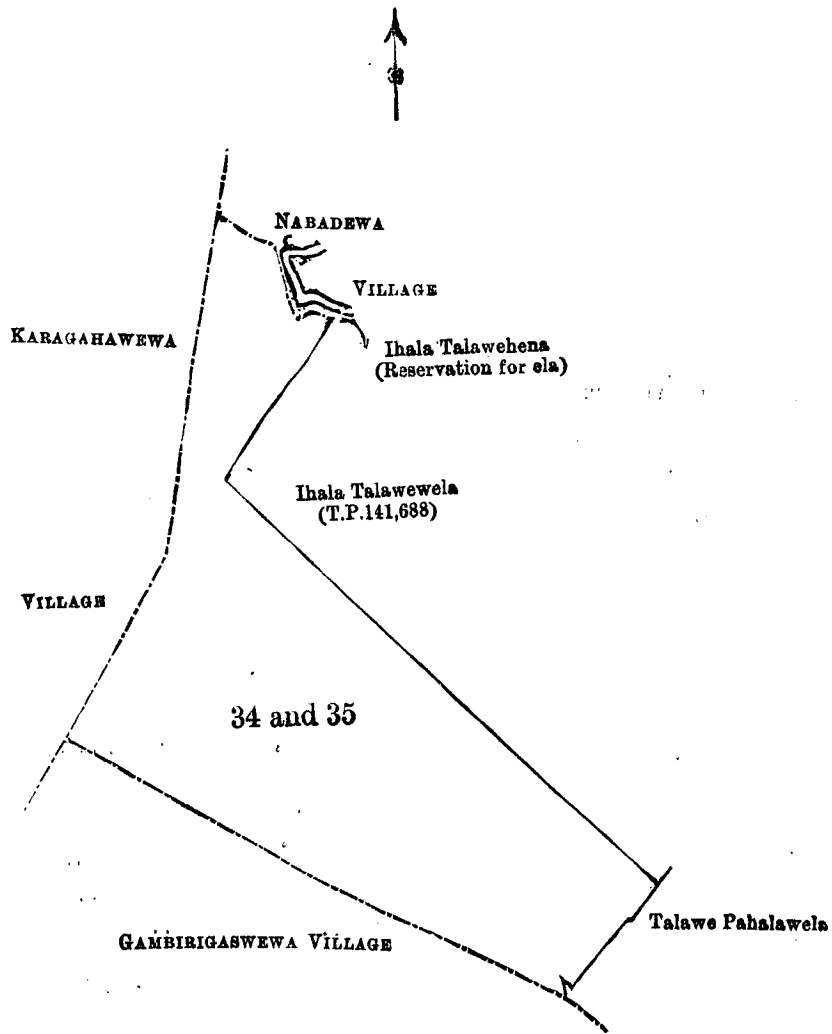 NABADEWA
VILLAGE
KARAGAHAWEWA
Ihala Talawehena
(Reservation for ela)
Ihala Talawewela
(T.P.141,688)
VILLAGE
34 and 35
Talawe Pahalawela
GAMBIRIGASWEWA VILLAGE